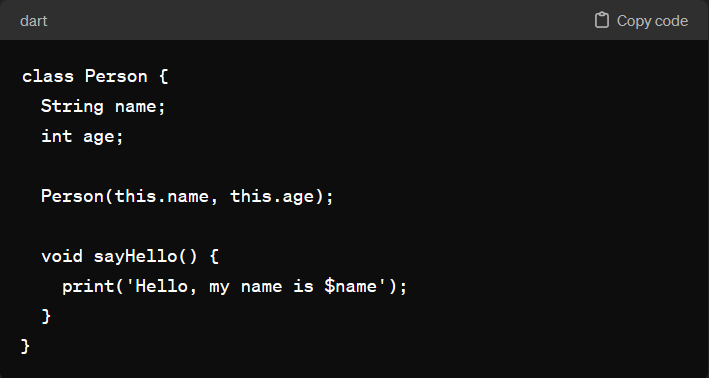 dart
Copy code
class Person {
  String name;
  int age;

  Person(this.name, this.age);

  void sayHello() {
    print('Hello, my name is $name');
  }
}